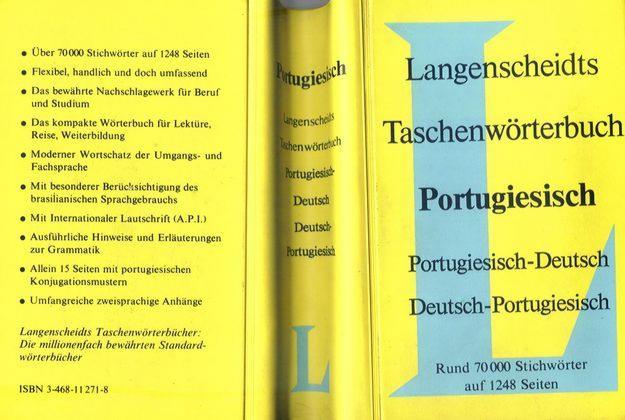 • Über 70000 Stichwörter auf 1248 Seiten
• Flexibel, handlich und doch umfassend
• Das bewährte Nachschlagewerk für Beruf
und Studium
• Das kompakte Wörterbuch für Lektüre,
Reise, Weiterbildung
• Moderner Wortschatz der Umgangs- und
Fachsprache
• Mit besonderer Berücksichtigung des
brasilianischen Sprachgebrauchs
• Mit Internationaler Lautschrift (A.P.I.)
• Ausführliche Hinweise und Erläuterungen
zur Grammatik
• Allein 15 Seiten mit portugiesischen
Konjugationsmustern
• Umfangreiche zweisprachige Anhänge
Langenscheidts Taschenwörterbücher:
Die millionenfach bewährten Standard-
wörterbücher
ISBN 3-468-11271-8
Portugiesisch
Langenscheidts
Taschenwörterbuch
Portugiesisch-
Deutsch
Deutsch-
Portugiesisch
L
L
Langenscheidts
Taschenwörterbuch
Portugiesisch
Portugiesisch-Deutsch
Deutsch-Portugiesisch
Rund 70000 Stichwörter
auf 1248 Seiten